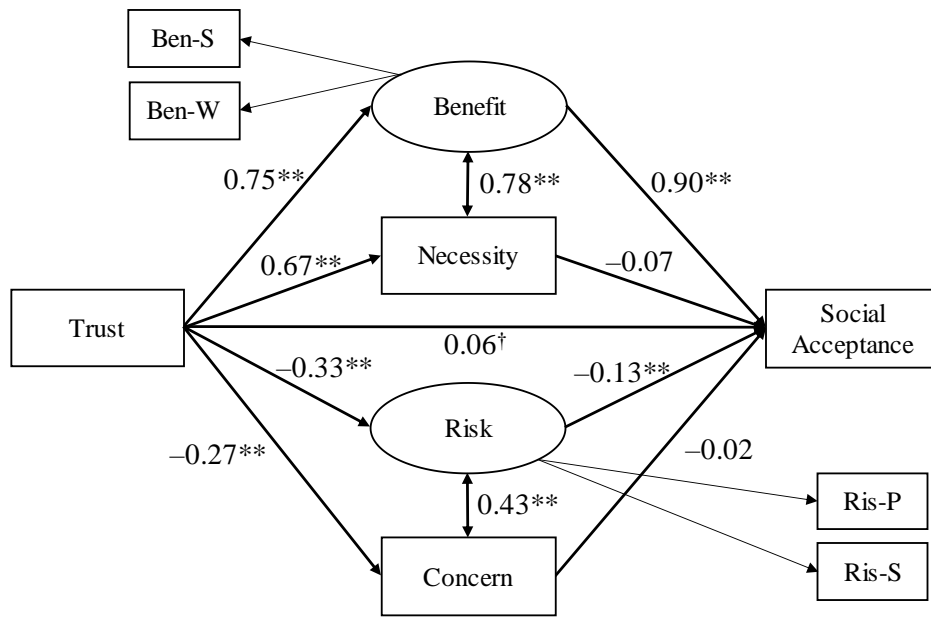 Ben-S
Ben-W
Benefit
0.75**
0.78**
0.90**
0.67**
Necessity
–0.07
Trust
Social
Acceptance
0.06†
–0.33**
–0.13**
Risk
–0.27**
–0.02
0.43**
Ris-P
Concern
Ris-S